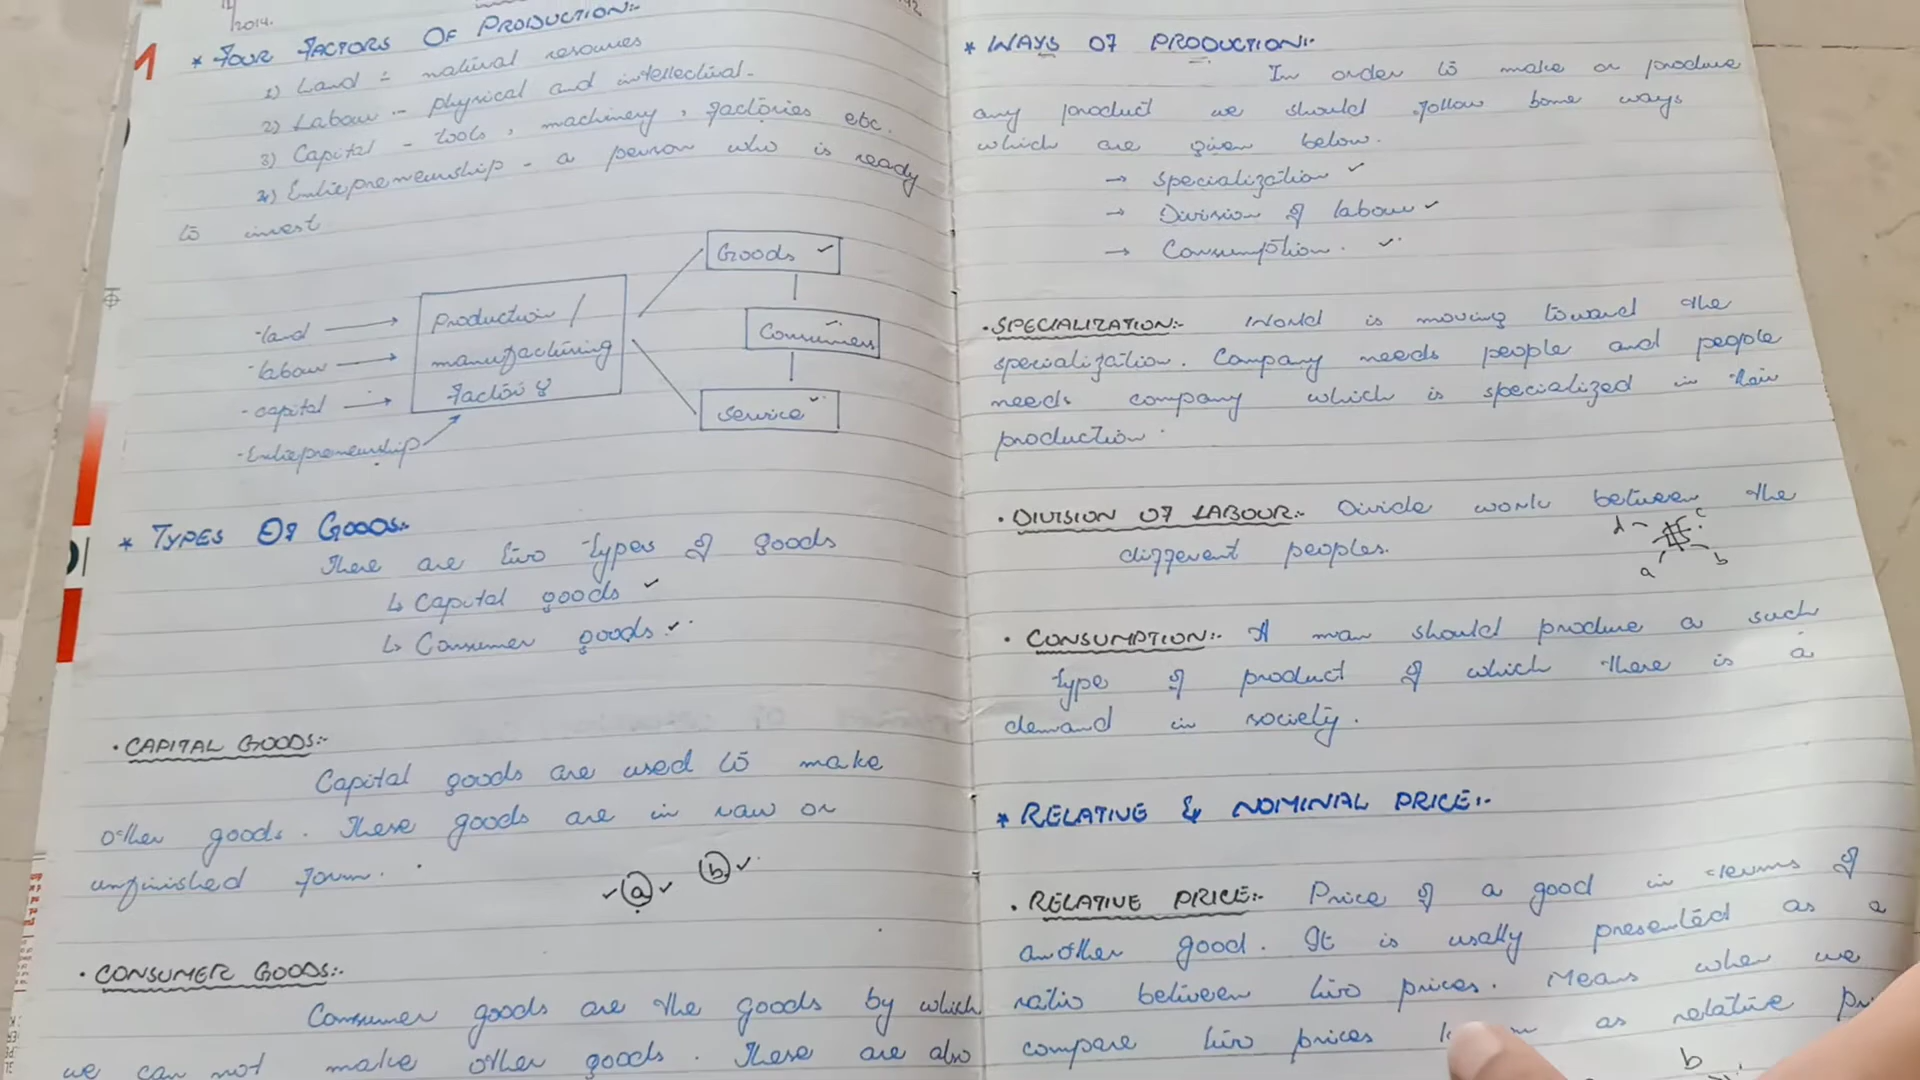 2014.
* FOUR FACTORS OF PRODUCTION:-
1) Land - natural resources
2) Labour - physical and intellectual.
3) Capital - tools, machinery, factories etc.
4) Entrepreneurship - a person who is ready
to invest
-land
-labour
-capital
-Entrepreneurship
Production /
manufacturing
factory
Goods ✓
Consumers
Service ✓
* TYPES OF GOODS:-
There are two types of goods
↳ Capital goods ✓
↳ Consumer goods ✓
• CAPITAL GOODS:-
Capital goods are used to make
other goods. These goods are in raw or
unfinished form.
✓ a ✓ b ✓
• CONSUMER GOODS:-
Consumer goods are the goods by which
we can not make other goods. These are also
* WAYS OF PRODUCTION:-
In order to make or produce
any product we should follow some ways
which are given below.
→ Specialization ✓
→ Division of labour ✓
→ Consumption. ✓
• SPECIALIZATION:- World is moving toward the
specialization. Company needs people and people
needs company which is specialized in their
production.
• DIVISION OF LABOUR:- Divide work between the
different peoples.
d c
a b
• CONSUMPTION:- A man should produce a such
type of product of which there is a
demand in society.
* RELATIVE & NOMINAL PRICE:-
• RELATIVE PRICE:- Price of a good in terms of
another good. It is usally presented as a
ratio between two prices. Means when we
compare two prices as relative
b